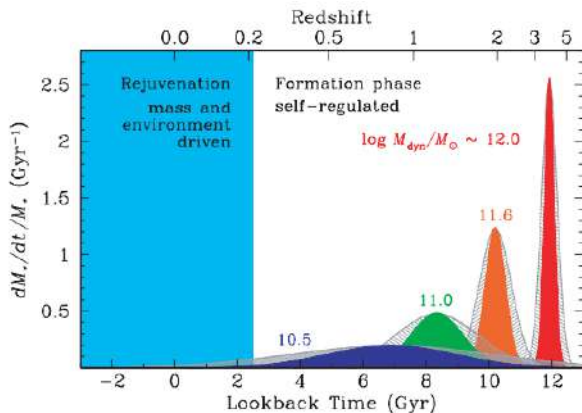 Redshift
0.0 0.2 0.5 1 2 3 5
Rejuvenation
mass and
environment
driven
Formation phase
self-regulated
log M_dyn/M_⊙ ~ 12.0
11.6
11.0
10.5
2.5
2
1.5
1
0.5
dM_*/dt/M_* (Gyr⁻¹)
−2 0 2 4 6 8 10 12
Lookback Time (Gyr)